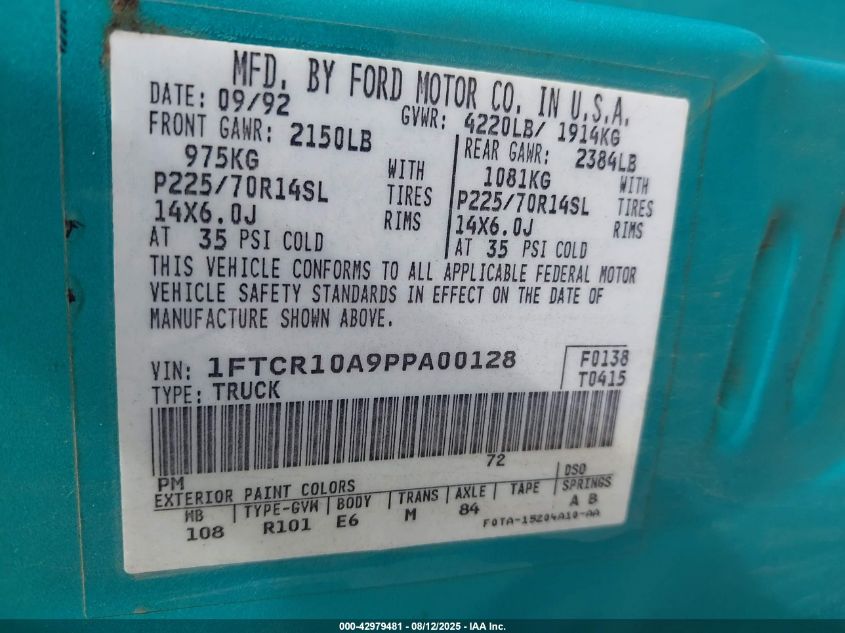 MFD. BY FORD MOTOR CO. IN U.S.A.
DATE: 09/92 GVWR: 4220LB/ 1914KG
FRONT GAWR: 2150LB REAR GAWR: 2384LB
975KG WITH 1081KG WITH
P225/70R14SL TIRES P225/70R14SL TIRES
14X6.0J RIMS 14X6.0J RIMS
AT 35 PSI COLD AT 35 PSI COLD
THIS VEHICLE CONFORMS TO ALL APPLICABLE FEDERAL MOTOR
VEHICLE SAFETY STANDARDS IN EFFECT ON THE DATE OF
MANUFACTURE SHOWN ABOVE.
VIN: 1FTCR10A9PPA00128 F0138
TYPE: TRUCK T0415
PM 72 DSO
EXTERIOR PAINT COLORS
WB TYPE-GVW BODY TRANS AXLE TAPE SPRINGS
108 R101 E6 M 84 A B
F0TA-15204A10-AA
000-42979481 - 08/12/2025 - IAA Inc.